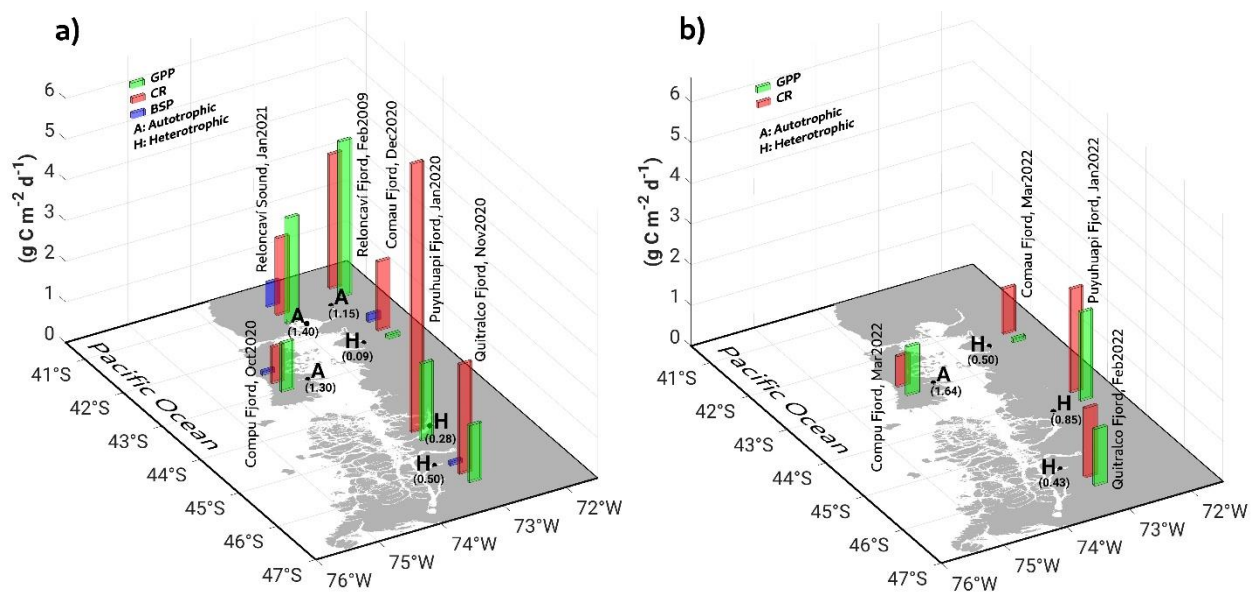 a)
GPP
CR
BSP
A: Autotrophic
H: Heterotrophic
(g C m⁻² d⁻¹)
6
5
4
3
2
1
0
Reloncaví Sound, Jan2021
Reloncaví Fjord, Feb2009
Comau Fjord, Dec2020
Puyuhuapi Fjord, Jan2020
Quitralco Fjord, Nov2020
Compu Fjord, Oct2020
A
(1.15)
A
(1.40)
H
(0.09)
A
(1.30)
H
(0.28)
H
(0.50)
Pacific Ocean
41°S
42°S
43°S
44°S
45°S
46°S
47°S
76°W
75°W
74°W
73°W
72°W
b)
GPP
CR
A: Autotrophic
H: Heterotrophic
(g C m⁻² d⁻¹)
6
5
4
3
2
1
0
Comau Fjord, Mar2022
Puyuhuapi Fjord, Jan2022
Compu Fjord, Mar2022
Quitralco Fjord, Feb2022
H
(0.50)
A
(1.64)
H
(0.85)
H
(0.43)
Pacific Ocean
41°S
42°S
43°S
44°S
45°S
46°S
47°S
76°W
75°W
74°W
73°W
72°W